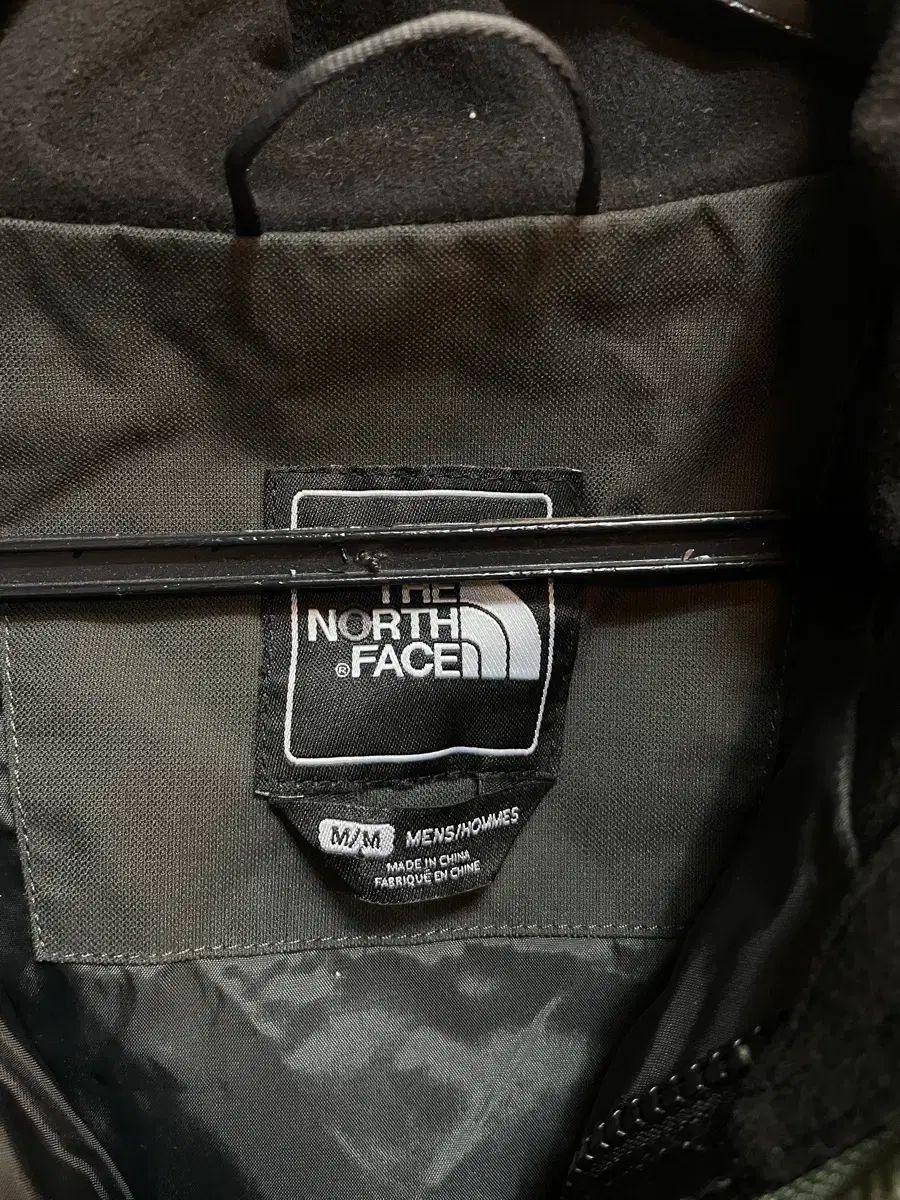 THE
NORTH
®FACE
M/M MENS/HOMMES
MADE IN CHINA
FABRIQUÉ EN CHINE